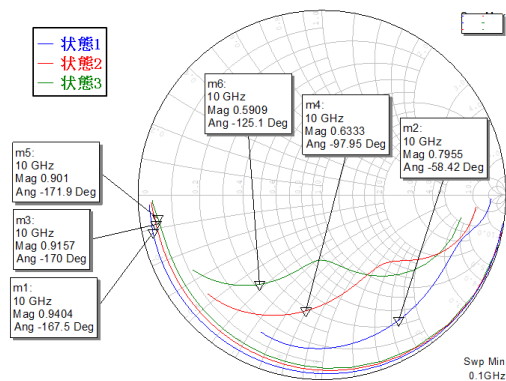 状態1
状態2
状態3
m6:
10 GHz
Mag 0.5909
Ang -125.1 Deg
m4:
10 GHz
Mag 0.6333
Ang -97.95 Deg
m2:
10 GHz
Mag 0.7955
Ang -58.42 Deg
m5:
10 GHz
Mag 0.901
Ang -171.9 Deg
m3:
10 GHz
Mag 0.9157
Ang -170 Deg
m1:
10 GHz
Mag 0.9404
Ang -167.5 Deg
Swp Min
0.1GHz